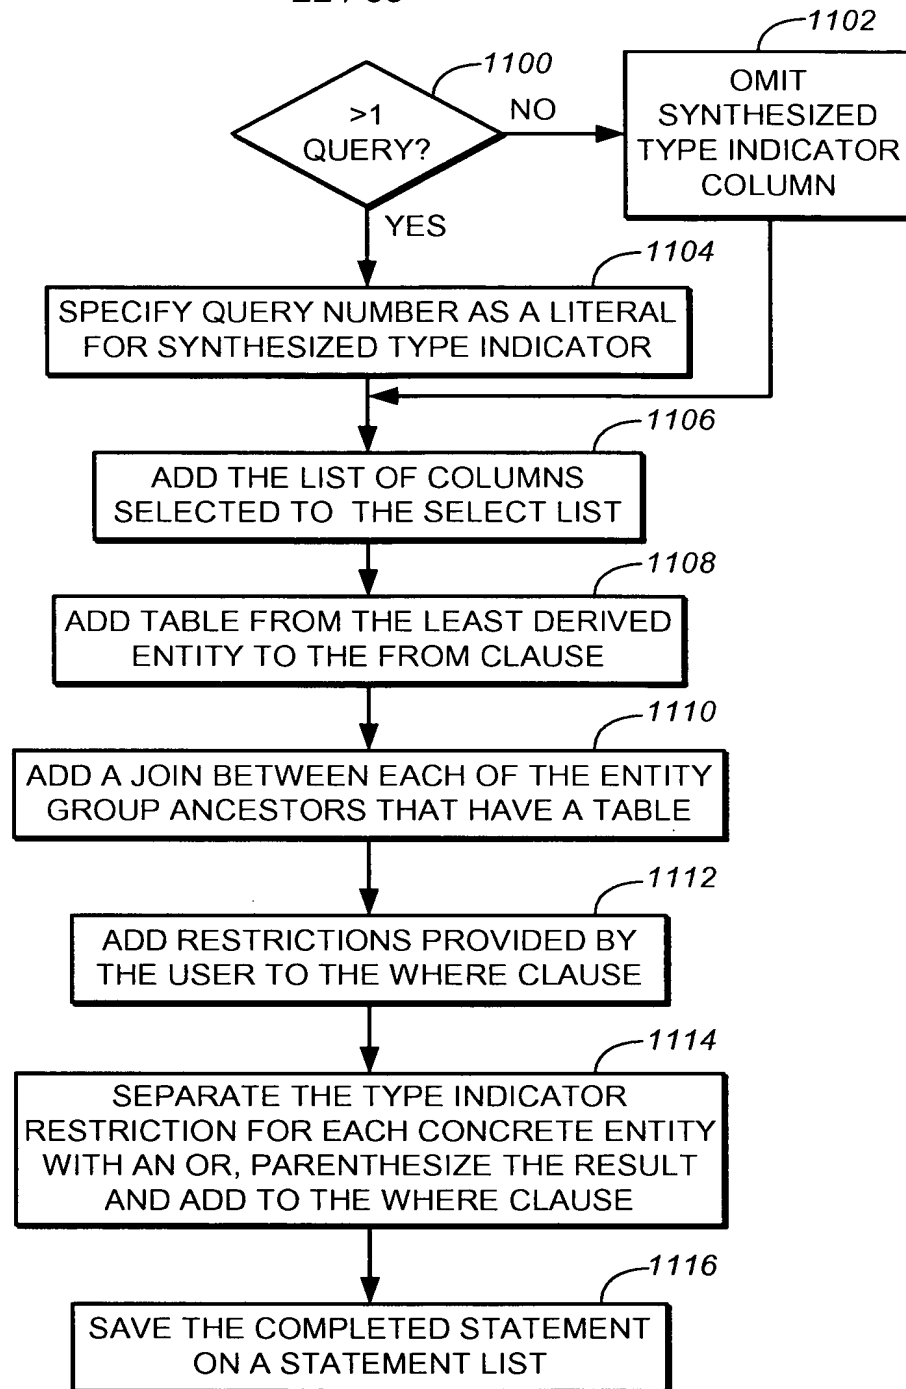 1102
1100
>1
QUERY?
NO
OMIT
SYNTHESIZED
TYPE INDICATOR
COLUMN
YES
1104
SPECIFY QUERY NUMBER AS A LITERAL
FOR SYNTHESIZED TYPE INDICATOR
1106
ADD THE LIST OF COLUMNS
SELECTED TO THE SELECT LIST
1108
ADD TABLE FROM THE LEAST DERIVED
ENTITY TO THE FROM CLAUSE
1110
ADD A JOIN BETWEEN EACH OF THE ENTITY
GROUP ANCESTORS THAT HAVE A TABLE
1112
ADD RESTRICTIONS PROVIDED BY
THE USER TO THE WHERE CLAUSE
1114
SEPARATE THE TYPE INDICATOR
RESTRICTION FOR EACH CONCRETE ENTITY
WITH AN OR, PARENTHESIZE THE RESULT
AND ADD TO THE WHERE CLAUSE
1116
SAVE THE COMPLETED STATEMENT
ON A STATEMENT LIST